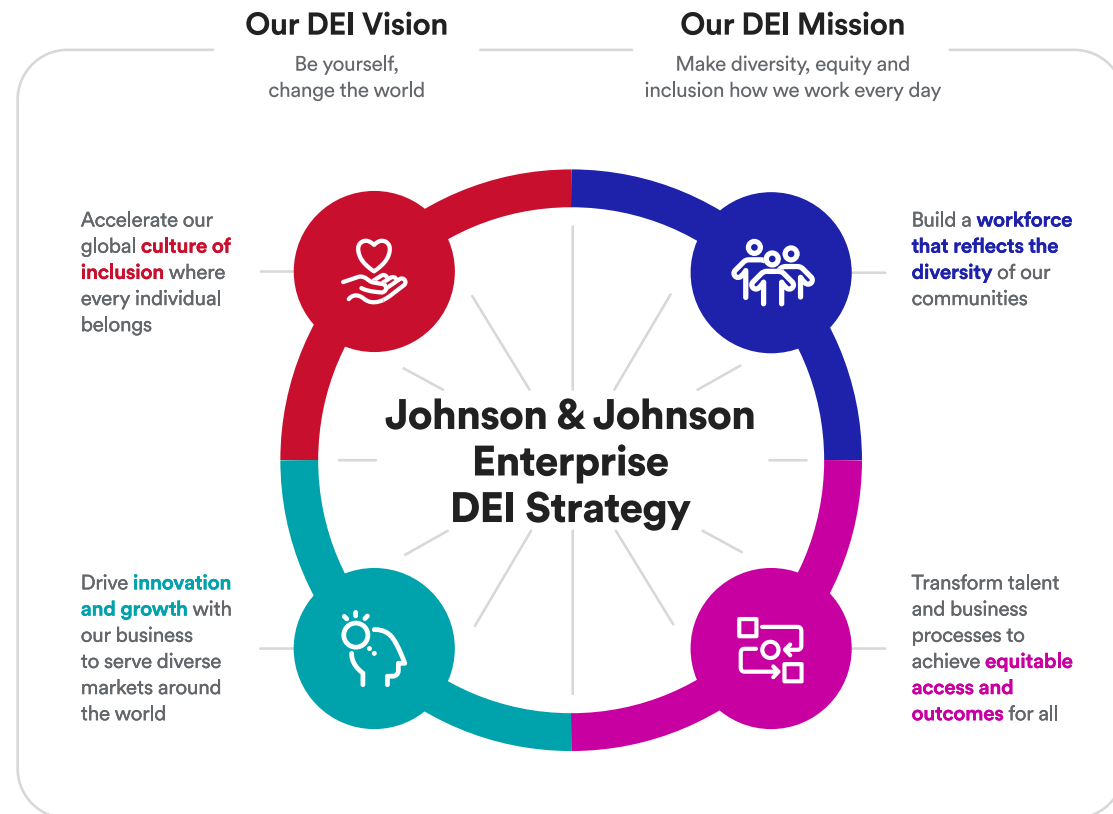 Our DEI Vision
Be yourself,
change the world
Our DEI Mission
Make diversity, equity and
inclusion how we work every day
Accelerate our
global culture of
inclusion where
every individual
belongs
Build a workforce
that reflects the
diversity of our
communities
Johnson & Johnson
Enterprise
DEI Strategy
Drive innovation
and growth with
our business
to serve diverse
markets around
the world
Transform talent
and business
processes to
achieve equitable
access and
outcomes for all